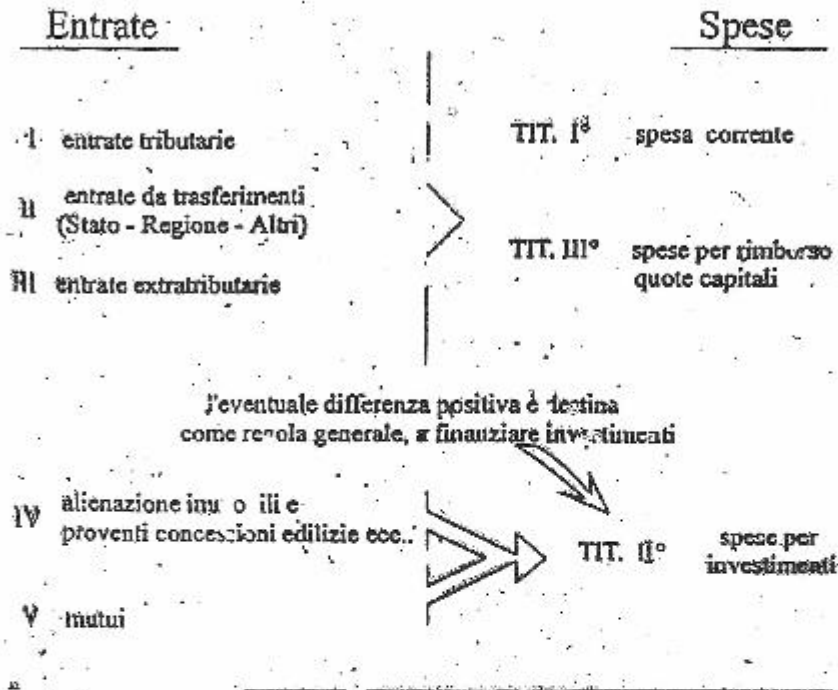 Entrate
Spese
I entrate tributarie
TIT. I° spesa corrente
II entrate da trasferimenti
(Stato - Regione - Altri)
TIT. III° spese per rimborso
quote capitali
III entrate extratributarie
l'eventuale differenza positiva è destina
come regola generale, a finanziare investimenti
IV alienazione e
proventi concessioni edilizie ecc..
TIT. II° spese per
investimenti
V mutui